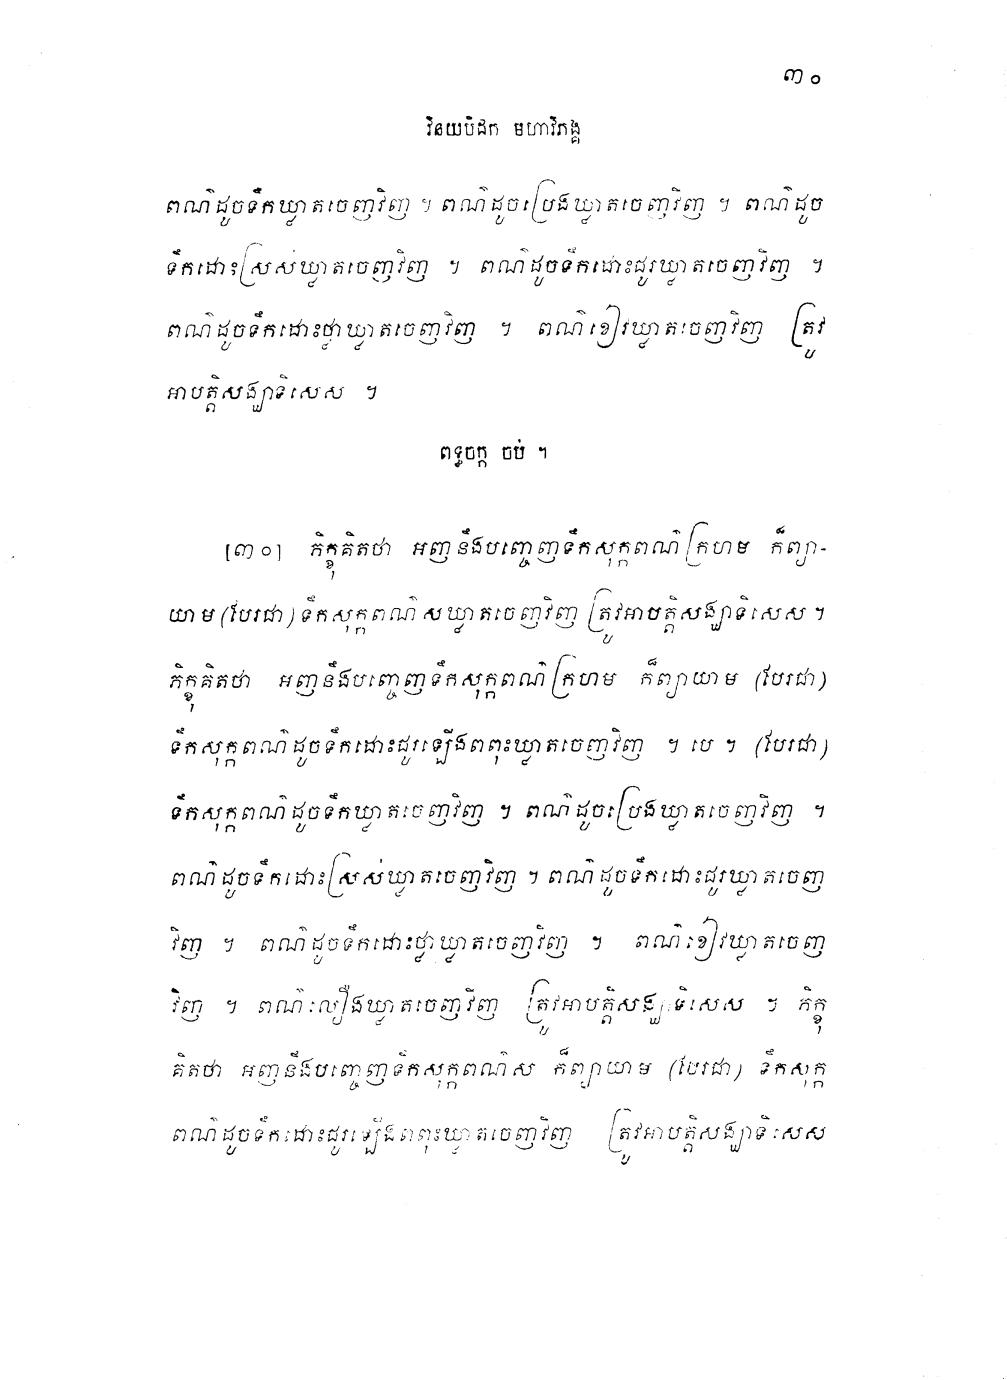 ៣០
វិនយបិដក មហាវិភង្គ
ពណ៌ដូចទឹកឃ្លាតចេញវិញ ។ ពណ៌ដូចប្រេងឃ្លាតចេញវិញ ។ ពណ៌ដូច
ទឹកដោះស្រស់ឃ្លាតចេញវិញ ។ ពណ៌ដូចទឹកដោះជូរឃ្លាតចេញវិញ ។
ពណ៌ដូចទឹកដោះថ្លាឃ្លាតចេញវិញ ។ ពណ៌ខៀវឃ្លាតចេញវិញ ត្រូវ
អាបត្តិសង្ឃាទិសេស ។
ពទ្ធចក្ក ចប់ ។
[៣០] ភិក្ខុគិតថា អញនឹងបញ្ចេញទឹកសុក្កពណ៌ក្រហម ក៏ព្យា-
យាម (បែរជា) ទឹកសុក្កពណ៌សឃ្លាតចេញវិញ ត្រូវអាបត្តិសង្ឃាទិសេស ។
ភិក្ខុគិតថា អញនឹងបញ្ចេញទឹកសុក្កពណ៌ក្រហម ក៏ព្យាយាម (បែរជា)
ទឹកសុក្កពណ៌ដូចទឹកដោះជូរឡើងពពុះឃ្លាតចេញវិញ ។ បេ ។ (បែរជា)
ទឹកសុក្កពណ៌ដូចទឹកឃ្លាតចេញវិញ ។ ពណ៌ដូចប្រេងឃ្លាតចេញវិញ ។
ពណ៌ដូចទឹកដោះស្រស់ឃ្លាតចេញវិញ ។ ពណ៌ដូចទឹកដោះជូរឃ្លាតចេញ
វិញ ។ ពណ៌ដូចទឹកដោះថ្លាឃ្លាតចេញវិញ ។ ពណ៌ខៀវឃ្លាតចេញ
វិញ ។ ពណ៌លឿងឃ្លាតចេញវិញ ត្រូវអាបត្តិសង្ឃាទិសេស ។ ភិក្ខុ
គិតថា អញនឹងបញ្ចេញទឹកសុក្កពណ៌ស ក៏ព្យាយាម (បែរជា) ទឹកសុក្ក
ពណ៌ដូចទឹកដោះជូរឡើងពពុះឃ្លាតចេញវិញ ត្រូវអាបត្តិសង្ឃាទិសេស